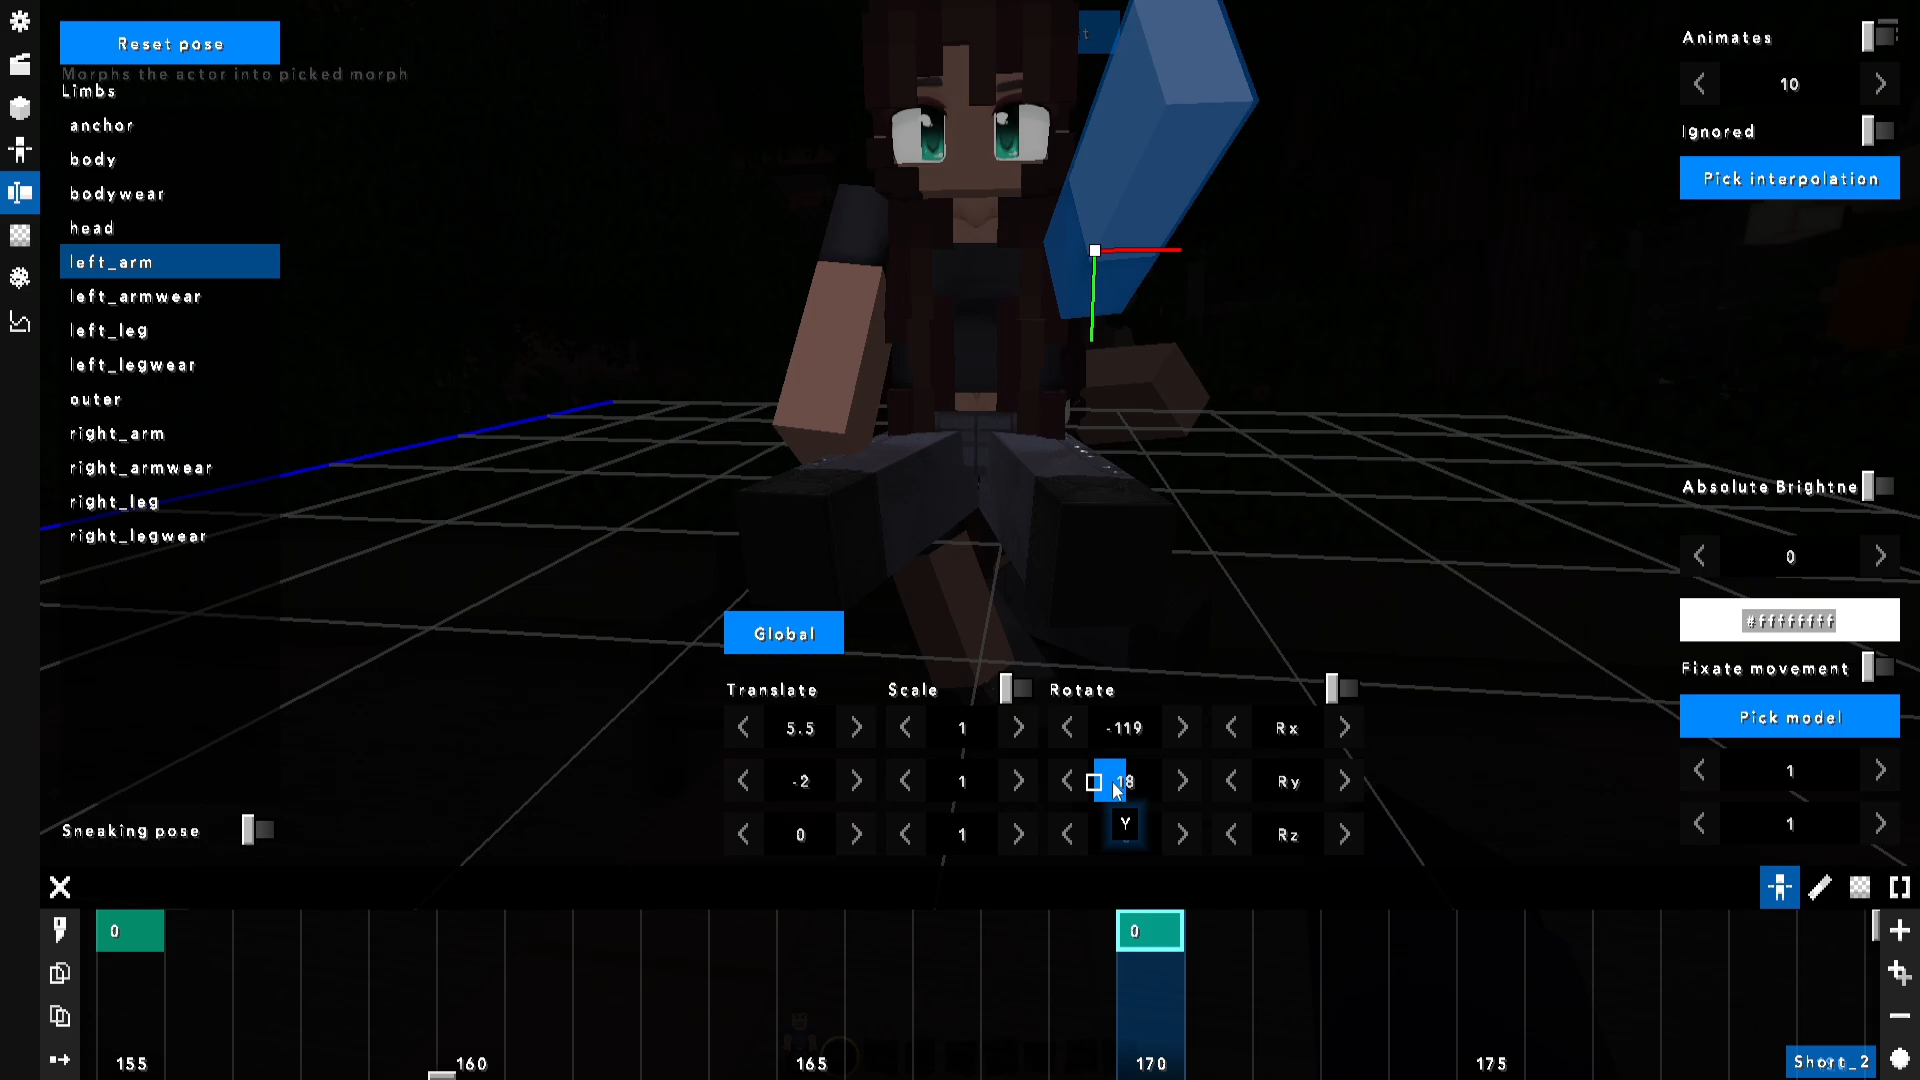 Reset pose
Morphs the actor into picked morph
Limbs
anchor
body
bodywear
head
left_arm
left_armwear
left_leg
left_legwear
outer
right_arm
right_armwear
right_leg
right_legwear
Sneaking pose
Global
Translate
Scale
Rotate
5.5
1
-119
Rx
-2
1
18
Ry
0
1
Rz
Y
Animates
10
Ignored
Pick interpolation
Absolute Brightne
0
#ffffffff
Fixate movement
Pick model
1
1
0
0
155
160
165
170
175
Short_2